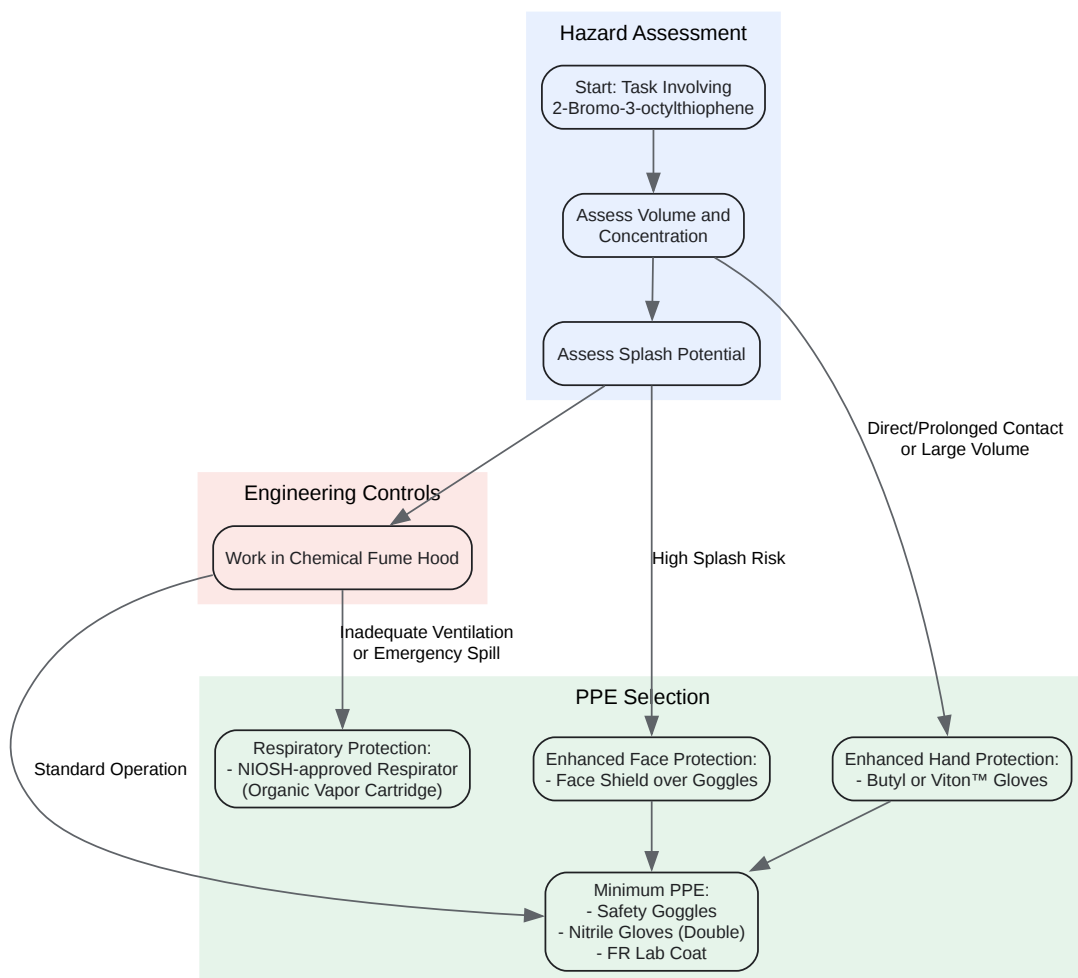 Hazard Assessment
Start: Task Involving
2-Bromo-3-octylthiophene
Assess Volume and
Concentration
Assess Splash Potential
Direct/Prolonged Contact
or Large Volume
Engineering Controls
Work in Chemical Fume Hood
High Splash Risk
Inadequate Ventilation
or Emergency Spill
PPE Selection
Standard Operation
Respiratory Protection:
- NIOSH-approved Respirator
(Organic Vapor Cartridge)
Enhanced Face Protection:
- Face Shield over Goggles
Enhanced Hand Protection:
- Butyl or Viton™ Gloves
Minimum PPE:
- Safety Goggles
- Nitrile Gloves (Double)
- FR Lab Coat